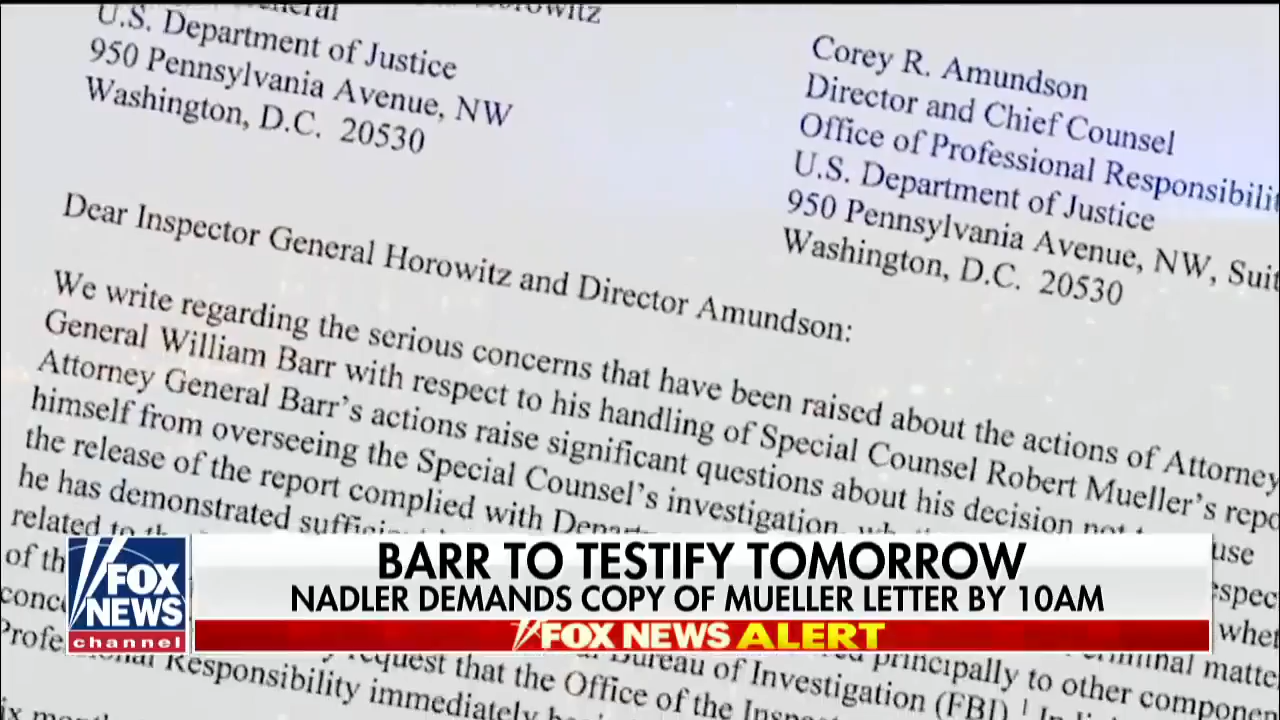 General
Horowitz
U.S. Department of Justice
950 Pennsylvania Avenue, NW
Washington, D.C. 20530
Corey R. Amundson
Director and Chief Counsel
Office of Professional
U.S. Department of Justice
950 Pennsylvania Avenue, NW,
Washington, D.C. 20530
Dear Inspector General Horowitz and Director Amundson:
We write regarding the serious concerns that have been raised about the actions of Attorney
General William Barr with respect to his handling of Special Counsel Robert Mueller's
Attorney General Barr's actions raise significant questions about his decision not
himself from overseeing the Special Counsel's investigation,
the release of the report complied with
he has demonstrated
related to
of
request that the Office of the
Bureau of Investigation (FBI).
principally to other
Responsibility immediately
BARR TO TESTIFY TOMORROW
NADLER DEMANDS COPY OF MUELLER LETTER BY 10AM
FOX NEWS ALERT
FOX
NEWS
channel